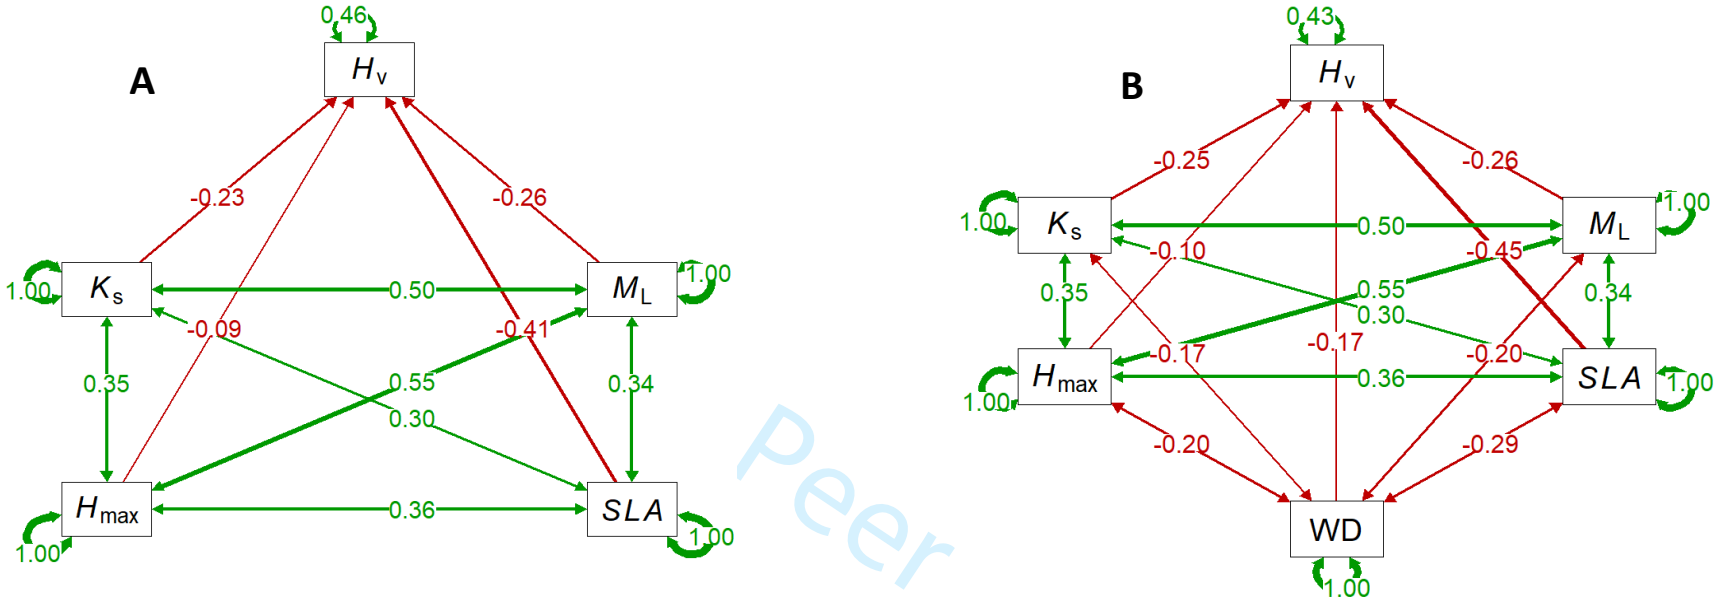 A
0.46
Hv
-0.23
-0.26
1.00
Ks
0.50
ML
1.00
-0.09
-0.41
0.35
0.55
0.34
0.30
Hmax
0.36
SLA
1.00
1.00
Peer
B
0.43
Hv
-0.25
-0.26
1.00
Ks
0.50
ML
1.00
-0.10
-0.45
0.35
0.55
0.34
0.30
-0.17
-0.17
-0.20
Hmax
0.36
SLA
1.00
1.00
-0.20
-0.29
WD
1.00